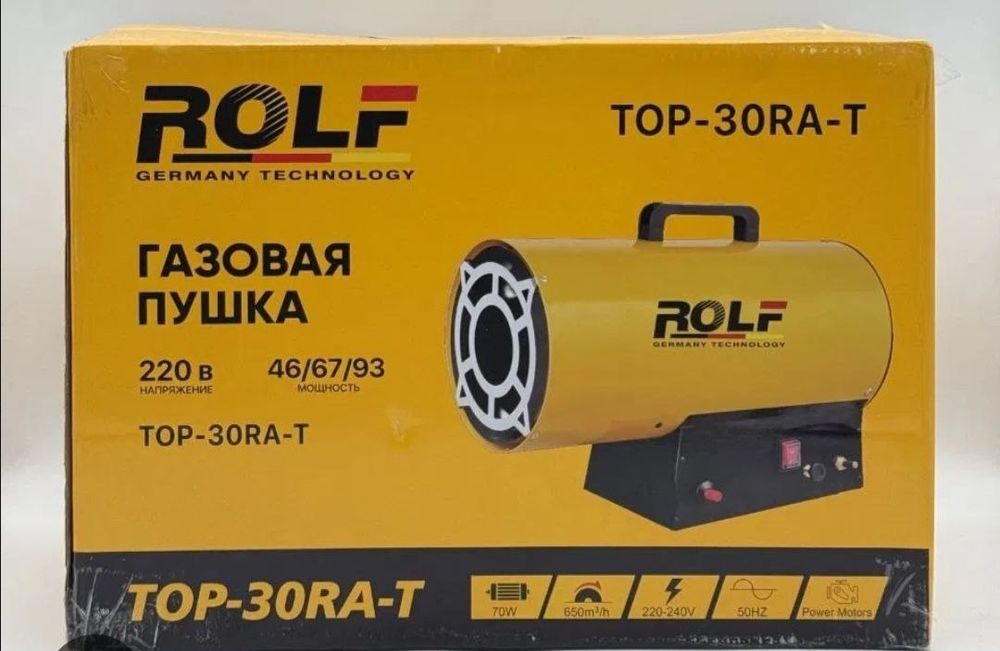 ROLF
GERMANY TECHNOLOGY
TOP-30RA-T
ГАЗОВАЯ
ПУШКА
220 в
НАПРЯЖЕНИЕ
46/67/93
МОЩНОСТЬ
TOP-30RA-T
ROLF
GERMANY TECHNOLOGY
TOP-30RA-T
70W
650m³/h
220-240V
50HZ
Power Motors